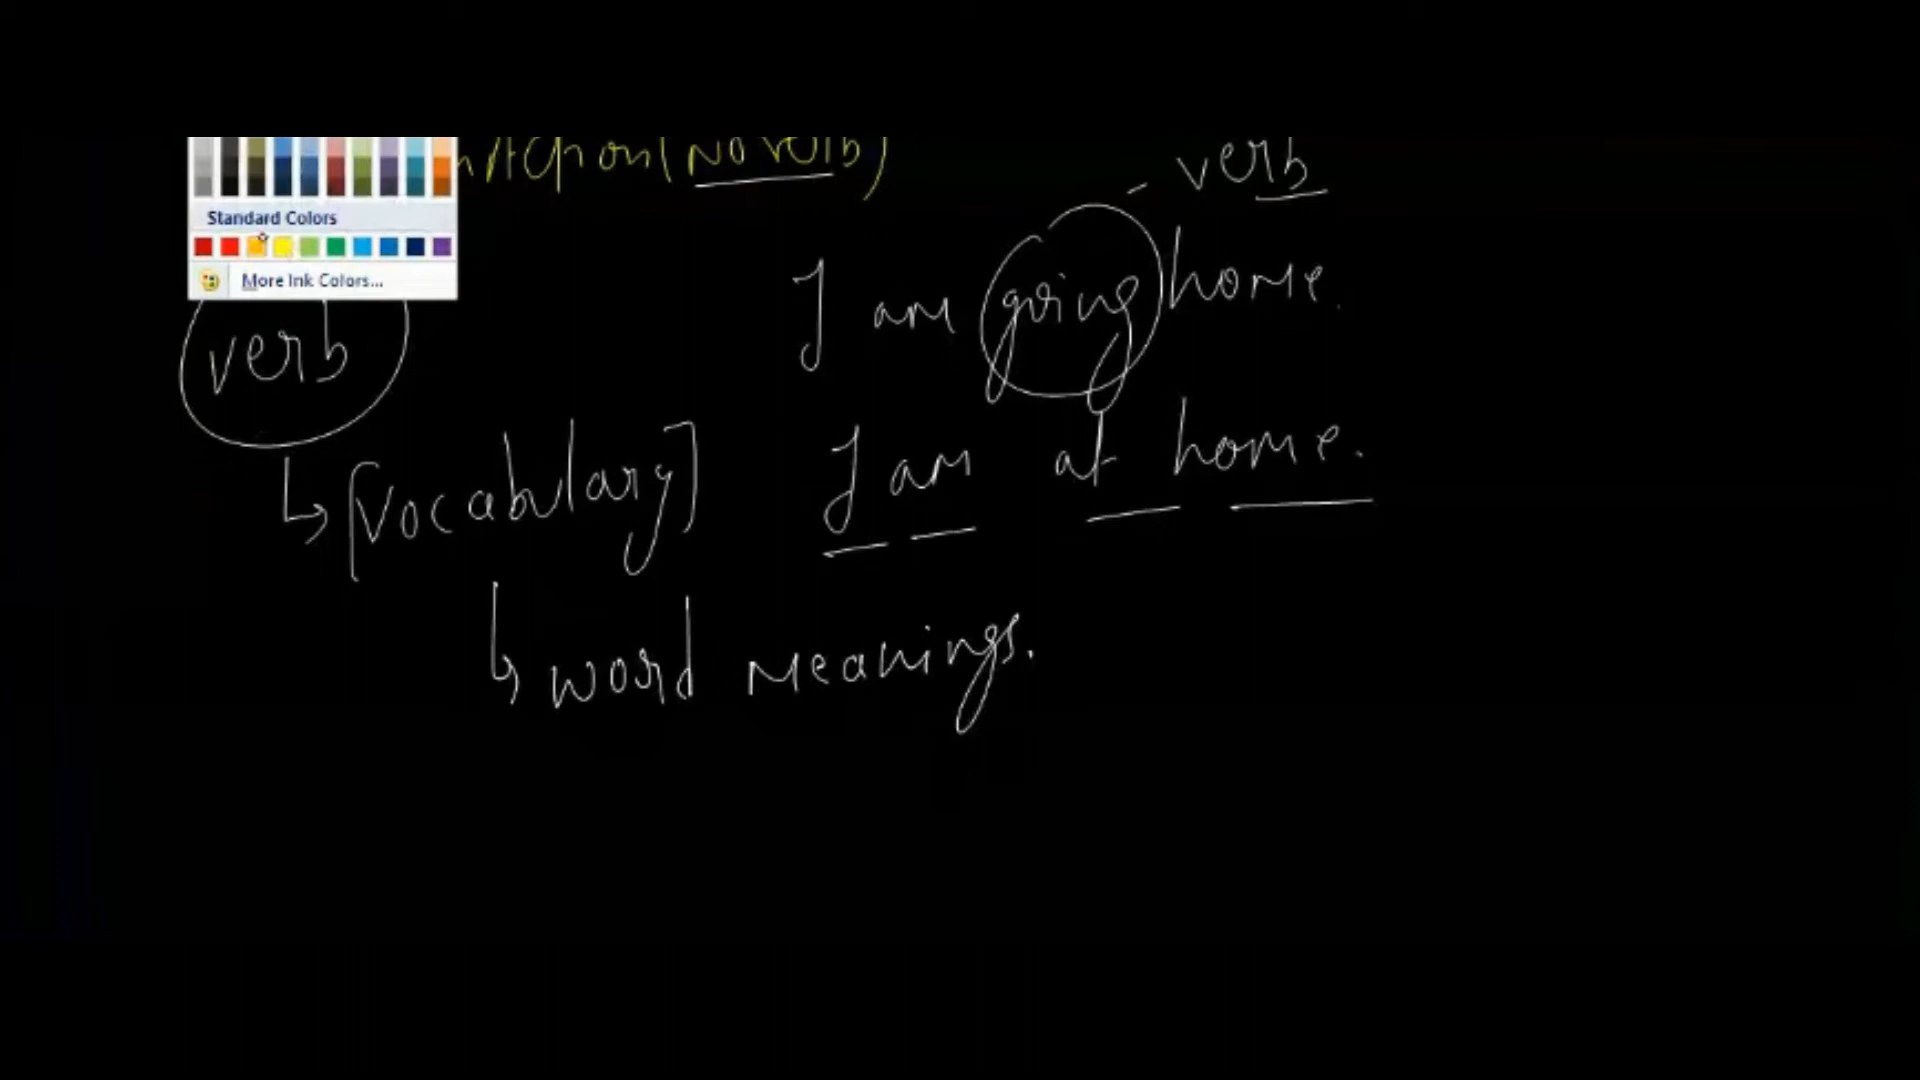 (No verb)
- verb
Standard Colors
More Ink Colors...
I am going home.
verb
↳ [vocabulary] I am at home.
↳ word meanings.